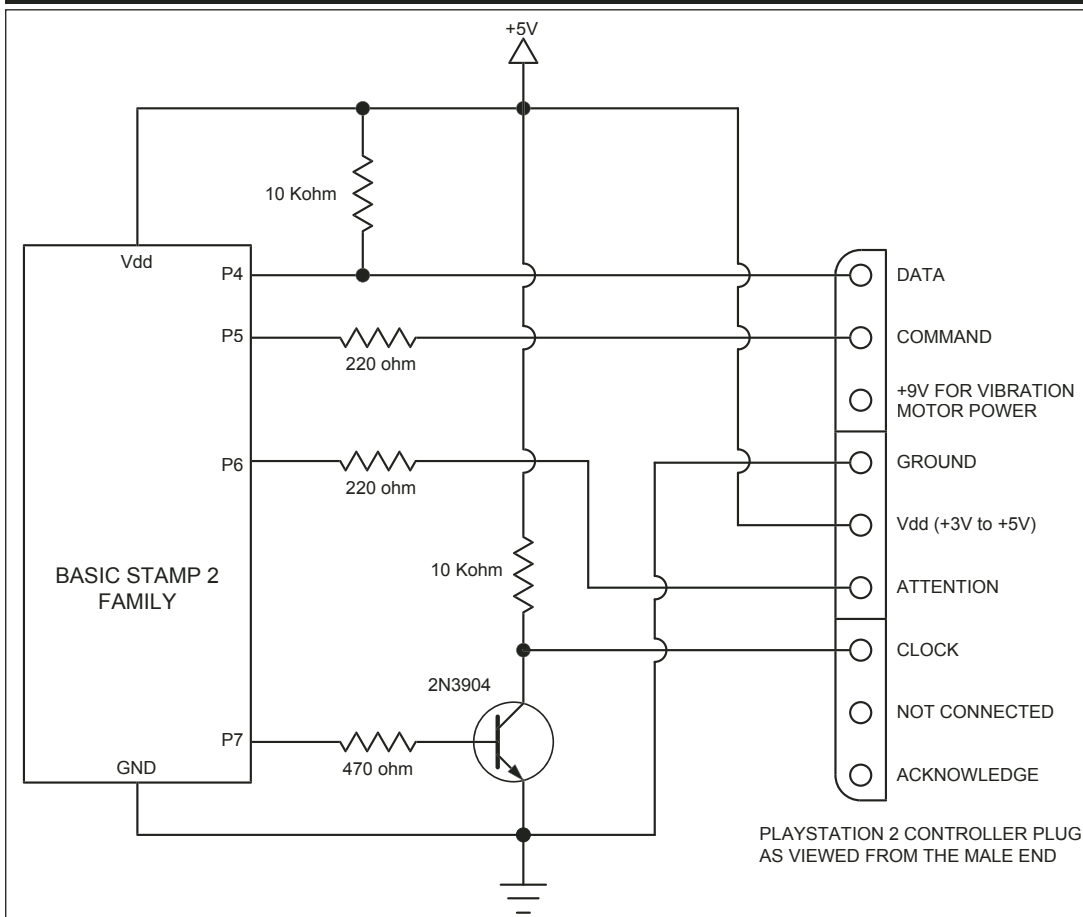 +5V
10 Kohm
Vdd
P4
DATA
P5
220 ohm
COMMAND
+9V FOR VIBRATION
MOTOR POWER
P6
220 ohm
GROUND
Vdd (+3V to +5V)
10 Kohm
BASIC STAMP 2
FAMILY
ATTENTION
CLOCK
2N3904
NOT CONNECTED
P7
470 ohm
GND
ACKNOWLEDGE
PLAYSTATION 2 CONTROLLER PLUG
AS VIEWED FROM THE MALE END